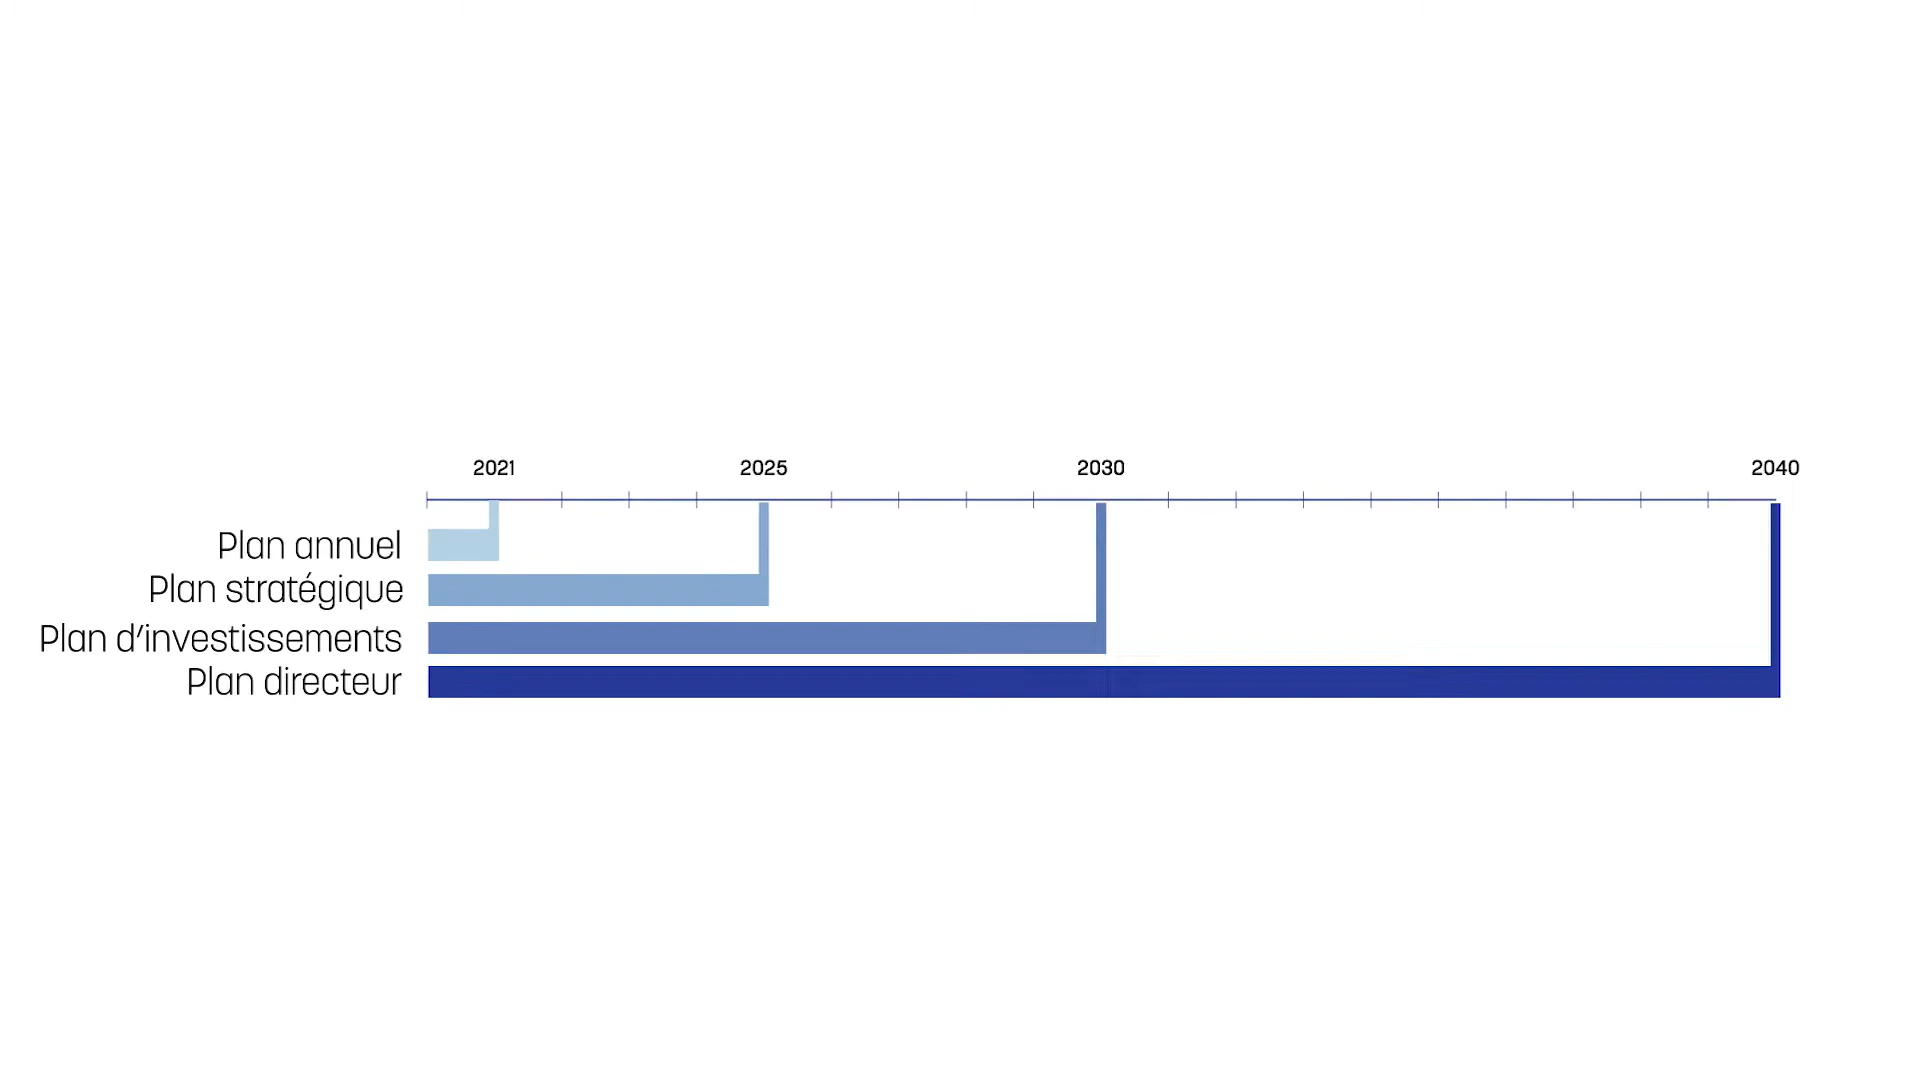 2021 2025 2030 2040
Plan annuel
Plan stratégique
Plan d’investissements
Plan directeur